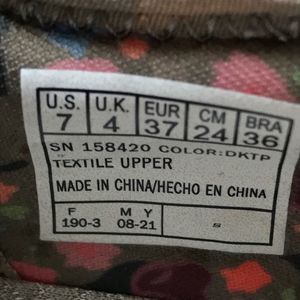 U.S. U.K. EUR CM BRA
7 4 37 24 36
SN 158420 COLOR:DKTP
TEXTILE UPPER
MADE IN CHINA/HECHO EN CHINA
F M Y
190-3 08-21 S